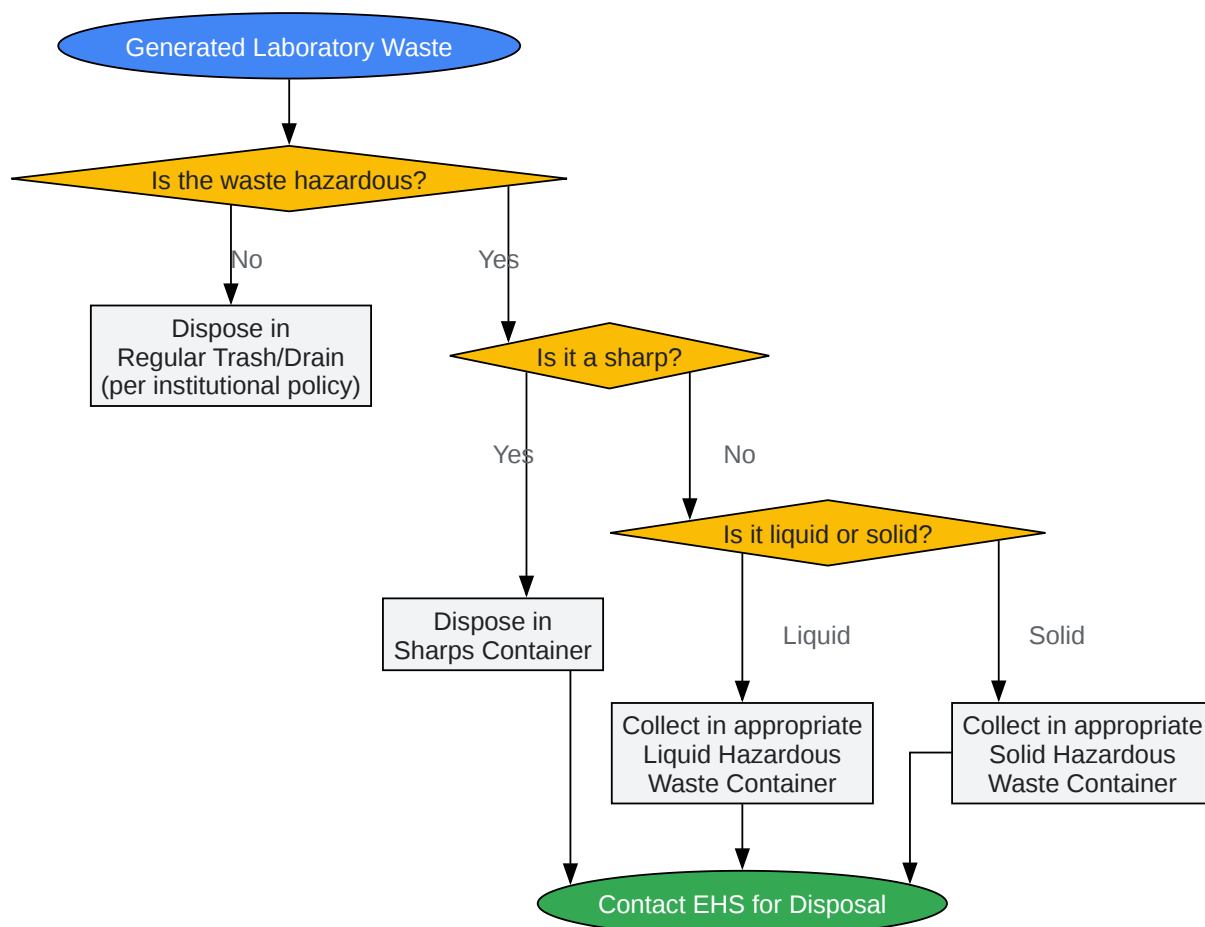 Generated Laboratory Waste
Is the waste hazardous?
No
Yes
Dispose in
Regular Trash/Drain
(per institutional policy)
Is it a sharp?
Yes
No
Is it liquid or solid?
Dispose in
Sharps Container
Liquid
Solid
Collect in appropriate
Liquid Hazardous
Waste Container
Collect in appropriate
Solid Hazardous
Waste Container
Contact EHS for Disposal